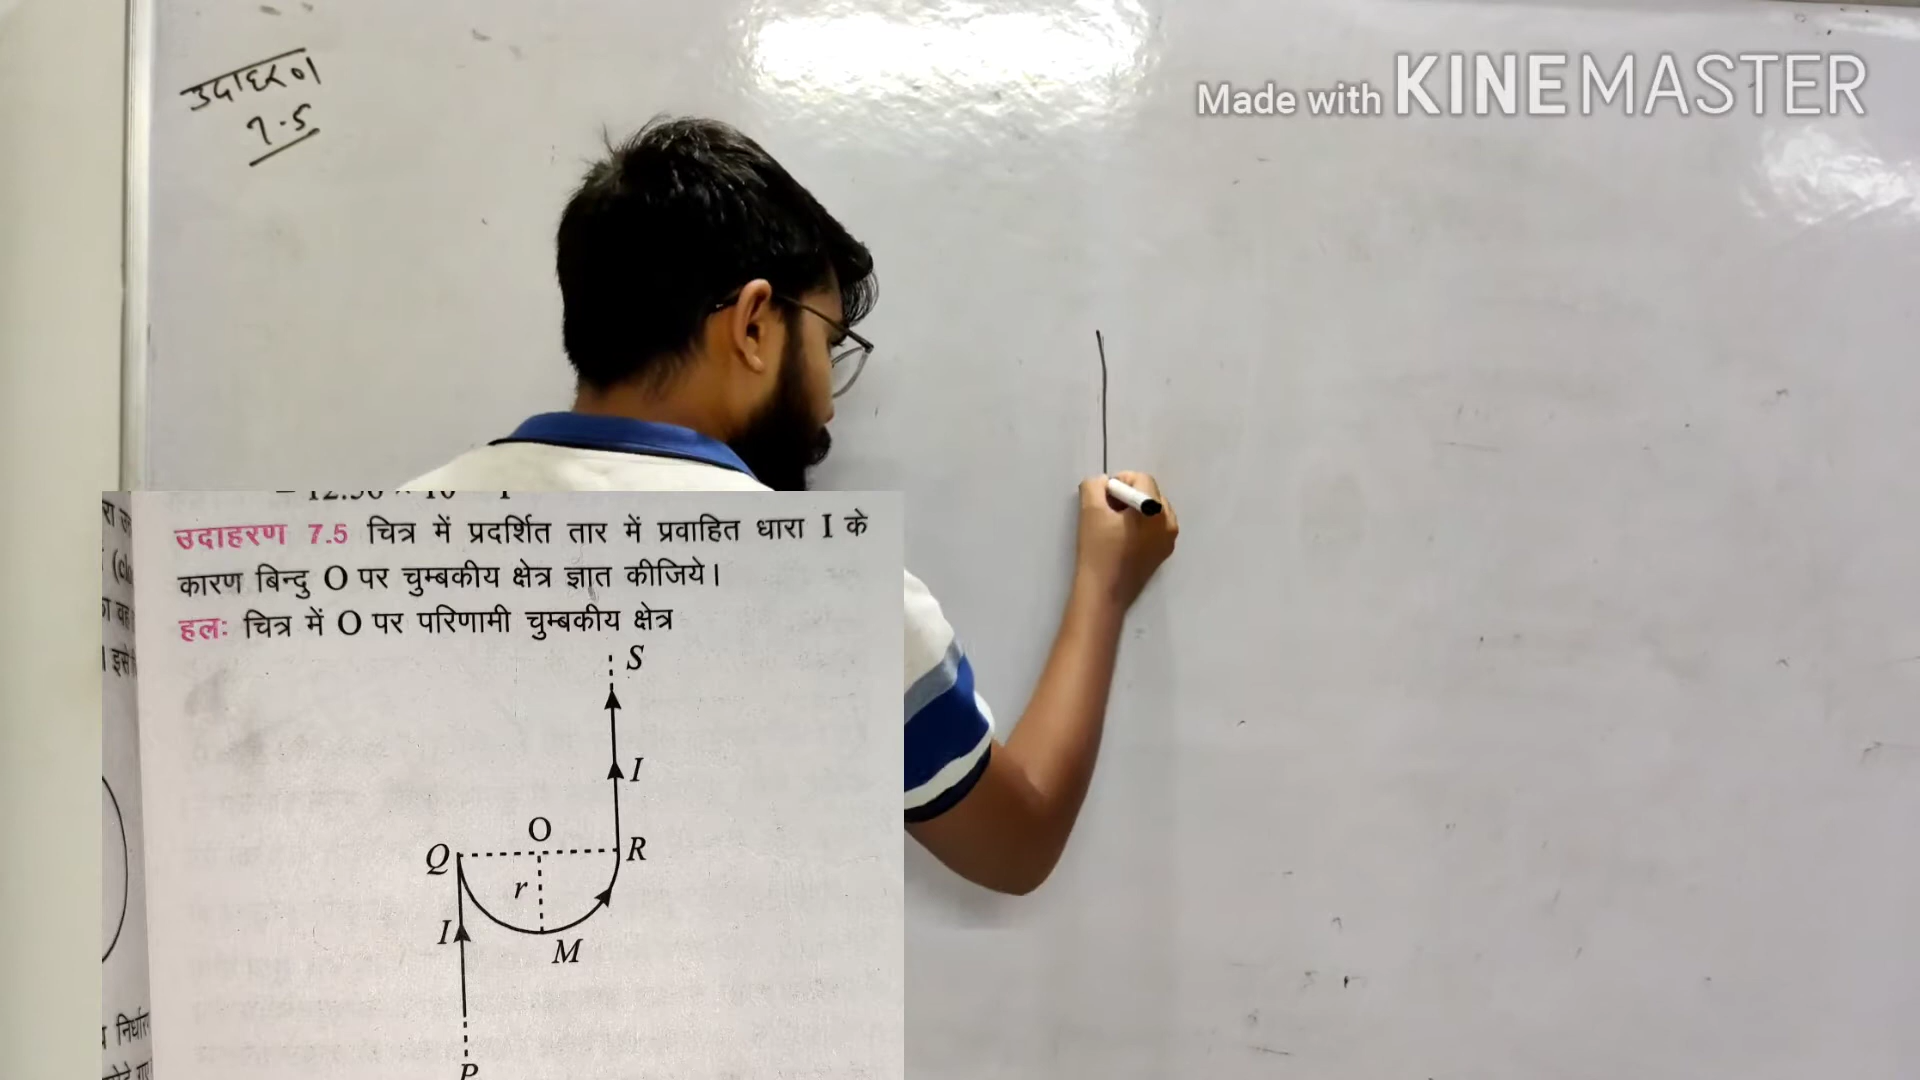 उदाहरण
7.5
Made with KINEMASTER
उदाहरण 7.5 चित्र में प्रदर्शित तार में प्रवाहित धारा I के
कारण बिन्दु O पर चुम्बकीय क्षेत्र ज्ञात कीजिये।
हलः चित्र में O पर परिणामी चुम्बकीय क्षेत्र
S
I
O
Q
R
r
I
M
P